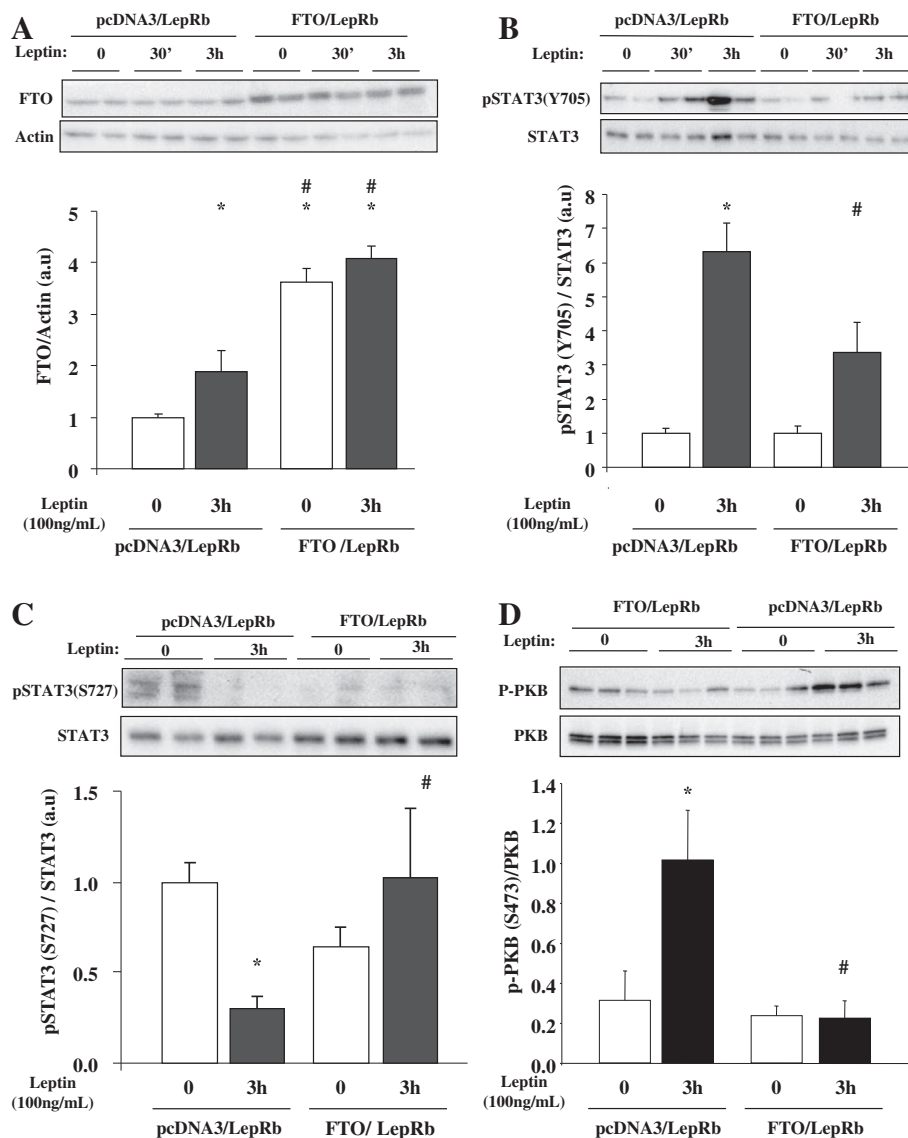 A
pcDNA3/LepRb FTO/LepRb
Leptin: 0 30’ 3h 0 30’ 3h
FTO
Actin
# #
* * *
5
4
3
2
1
0
FTO/Actin (a.u)
Leptin 0 3h 0 3h
(100ng/mL)
pcDNA3/LepRb FTO/LepRb
B
pcDNA3/LepRb FTO/LepRb
Leptin: 0 30’ 3h 0 30’ 3h
pSTAT3(Y705)
STAT3
* #
8
7
6
5
4
3
2
1
0
pSTAT3 (Y705) / STAT3 (a.u)
Leptin 0 3h 0 3h
(100ng/mL)
pcDNA3/LepRb FTO/LepRb
C
pcDNA3/LepRb FTO/LepRb
Leptin: 0 3h 0 3h
pSTAT3(S727)
STAT3
#
*
1.5
1.0
0.5
0.0
pSTAT3 (S727) / STAT3 (a.u)
Leptin 0 3h 0 3h
(100ng/mL)
pcDNA3/LepRb FTO/ LepRb
D
FTO/LepRb pcDNA3/LepRb
Leptin: 0 3h 0 3h
P-PKB
PKB
*
#
1.4
1.2
1.0
0.8
0.6
0.4
0.2
0.0
p-PKB (S473)/PKB
Leptin 0 3h 0 3h
(100ng/mL)
pcDNA3/LepRb FTO/LepRb